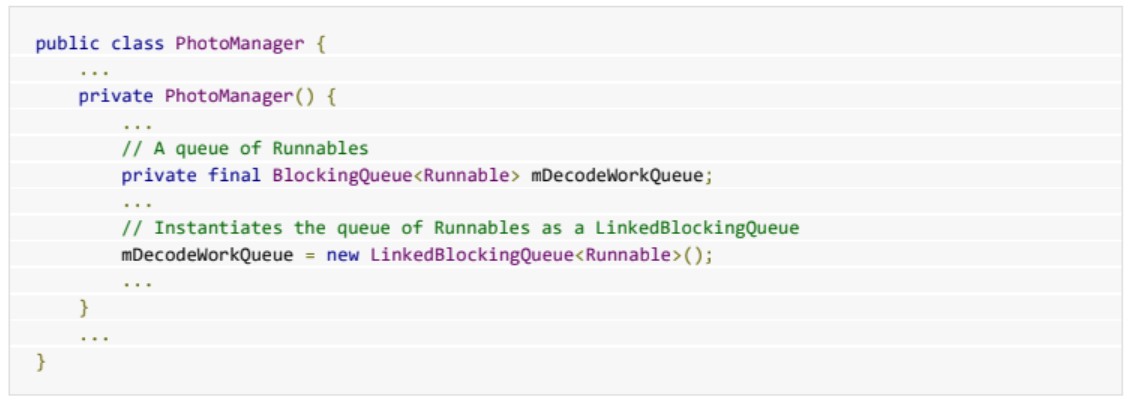 public class PhotoManager {
    ...
    private PhotoManager() {
        ...
        // A queue of Runnables
        private final BlockingQueue<Runnable> mDecodeWorkQueue;
        ...
        // Instantiates the queue of Runnables as a LinkedBlockingQueue
        mDecodeWorkQueue = new LinkedBlockingQueue<Runnable>();
        ...
    }
    ...
}